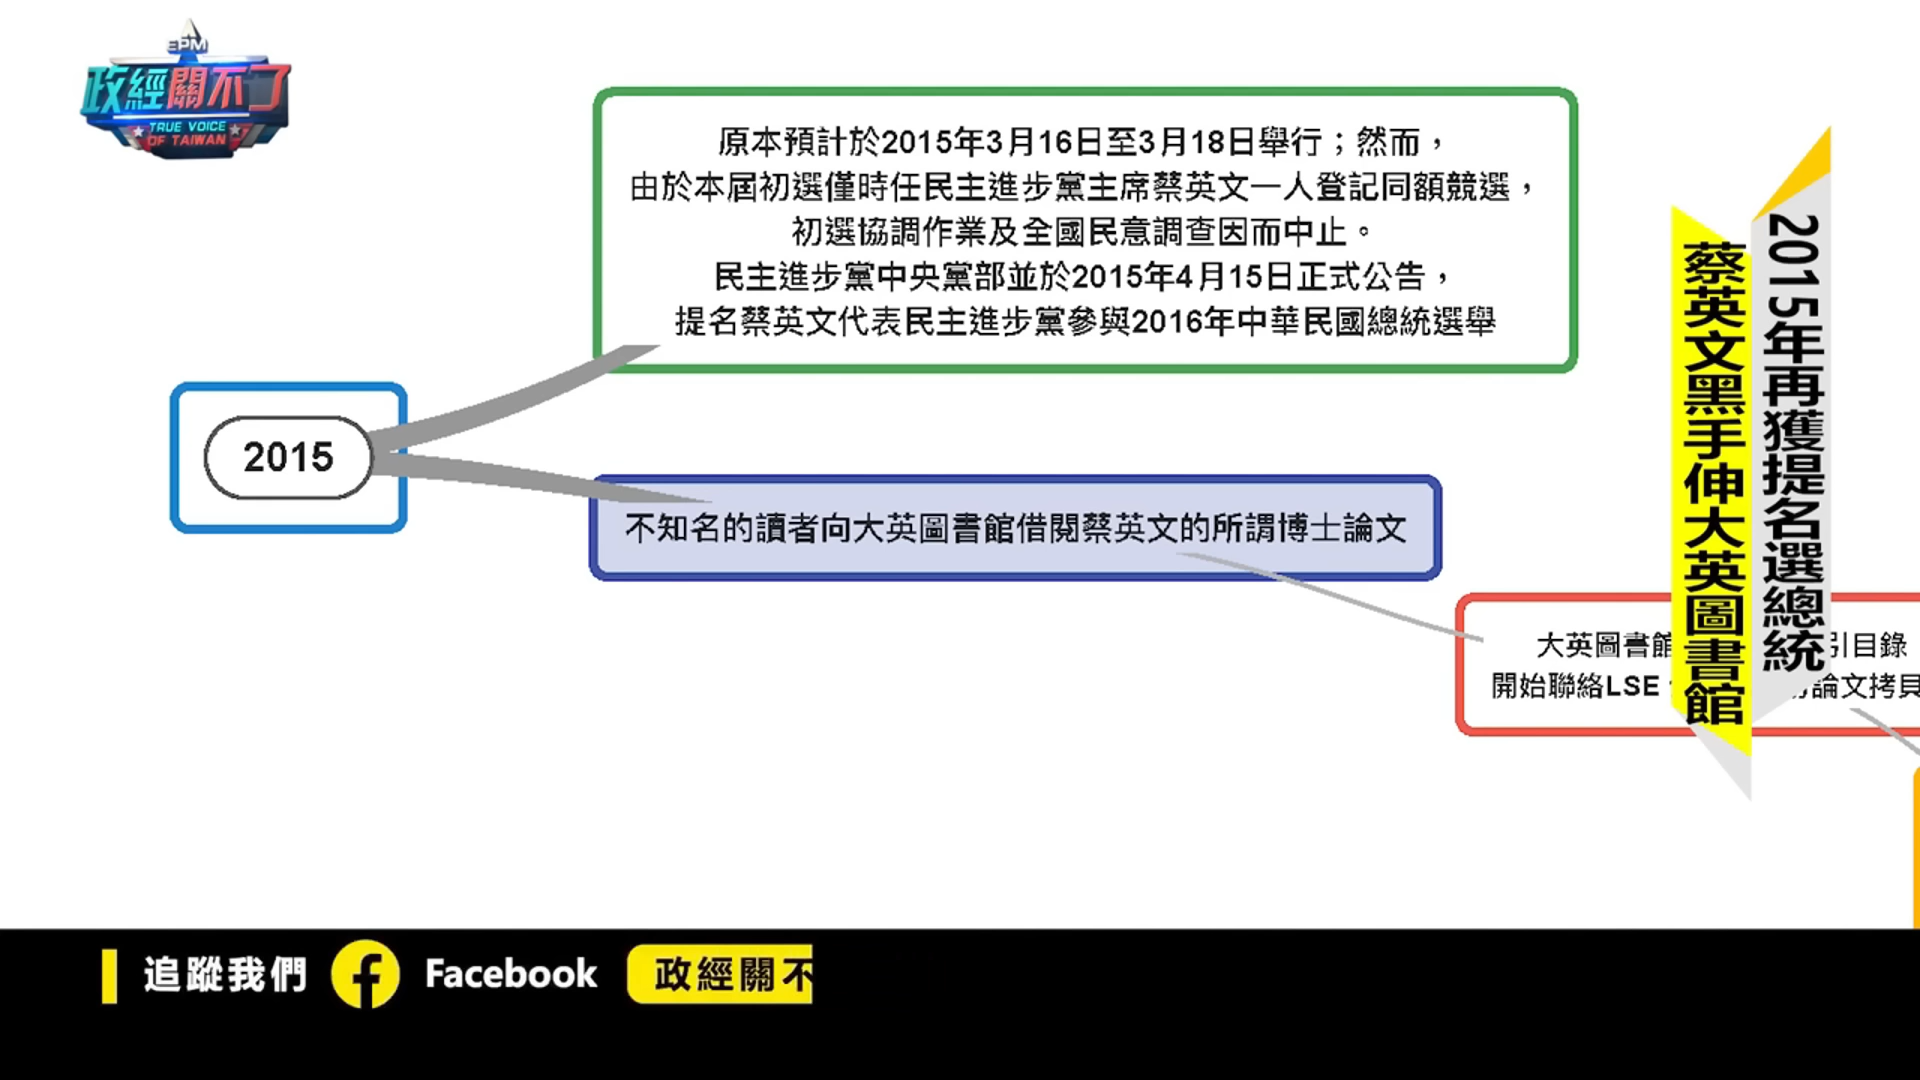 EPM
政經關不了
TRUE VOICE
OF TAIWAN
原本預計於2015年3月16日至3月18日舉行；然而，
由於本屆初選僅時任民主進步黨主席蔡英文一人登記同額競選，
初選協調作業及全國民意調查因而中止。
民主進步黨中央黨部並於2015年4月15日正式公告，
提名蔡英文代表民主進步黨參與2016年中華民國總統選舉
2015
不知名的讀者向大英圖書館借閱蔡英文的所謂博士論文
大英圖書館 引目錄
開始聯絡LSE 論文拷貝
2015年再獲提名選總統
蔡英文黑手伸大英圖書館
追蹤我們 Facebook 政經關不